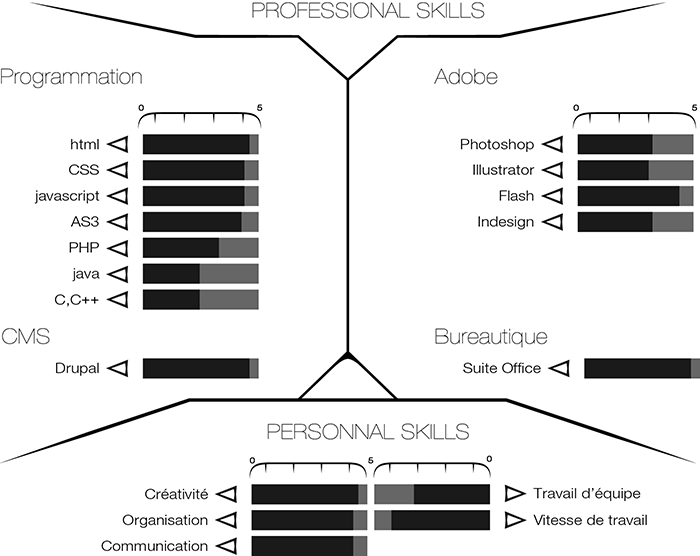 PROFESSIONAL SKILLS
Programmation
0 5
html
CSS
javascript
AS3
PHP
java
C,C++
Adobe
0 5
Photoshop
Illustrator
Flash
Indesign
CMS
Drupal
Bureautique
Suite Office
PERSONNAL SKILLS
0 5 0
Créativité
Travail d'équipe
Organisation
Vitesse de travail
Communication